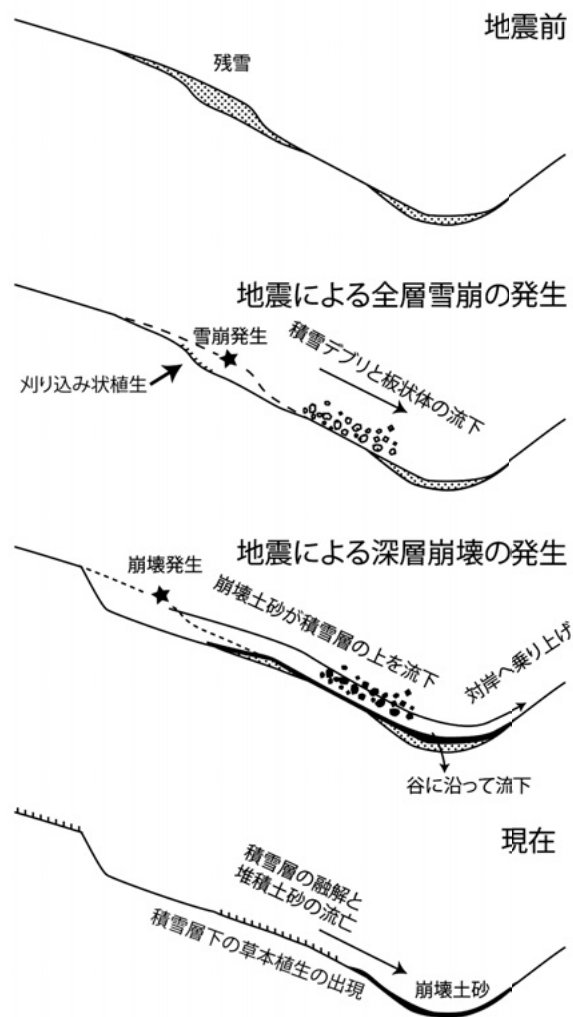 地震前
残雪
地震による全層雪崩の発生
雪崩発生
積雪デブリと板状体の流下
刈り込み状植生
地震による深層崩壊の発生
崩壊発生
崩壊土砂が積雪層の上を流下
対岸へ乗り上げ
谷に沿って流下
現在
積雪層の融解と
堆積土砂の流亡
積雪層下の草本植生の出現
崩壊土砂